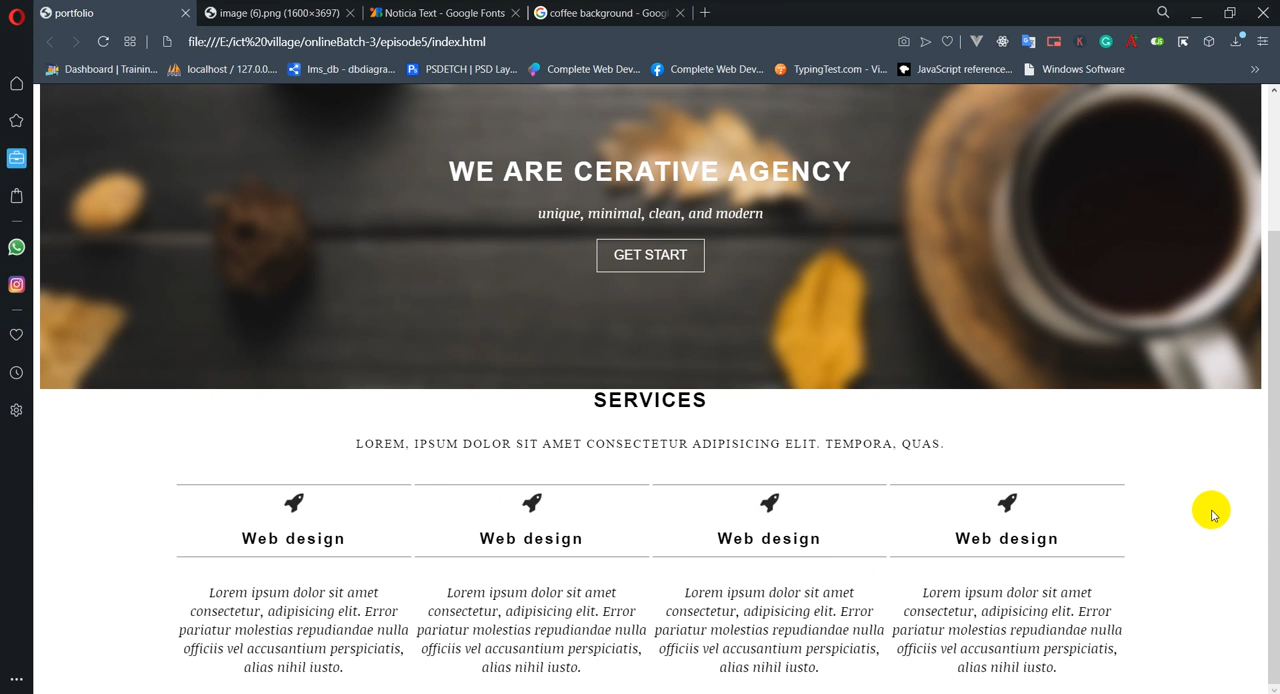 portfolio
image (6).png (1600×3697)
Noticia Text - Google Fonts
coffee background - Goog
file:///E:/ict%20village/onlineBatch-3/episode5/index.html
Dashboard | Trainin...
localhost / 127.0.0....
lms_db - dbdiagra...
PSDETCH | PSD Lay...
Complete Web Dev...
Complete Web Dev...
TypingTest.com - Vi...
JavaScript reference...
Windows Software
WE ARE CERATIVE AGENCY
unique, minimal, clean, and modern
GET START
SERVICES
LOREM, IPSUM DOLOR SIT AMET CONSECTETUR ADIPISICING ELIT. TEMPORA, QUAS.
Web design
Lorem ipsum dolor sit amet
consectetur, adipisicing elit. Error
pariatur molestias repudiandae nulla
officiis vel accusantium perspiciatis,
alias nihil iusto.
Web design
Lorem ipsum dolor sit amet
consectetur, adipisicing elit. Error
pariatur molestias repudiandae nulla
officiis vel accusantium perspiciatis,
alias nihil iusto.
Web design
Lorem ipsum dolor sit amet
consectetur, adipisicing elit. Error
pariatur molestias repudiandae nulla
officiis vel accusantium perspiciatis,
alias nihil iusto.
Web design
Lorem ipsum dolor sit amet
consectetur, adipisicing elit. Error
pariatur molestias repudiandae nulla
officiis vel accusantium perspiciatis,
alias nihil iusto.